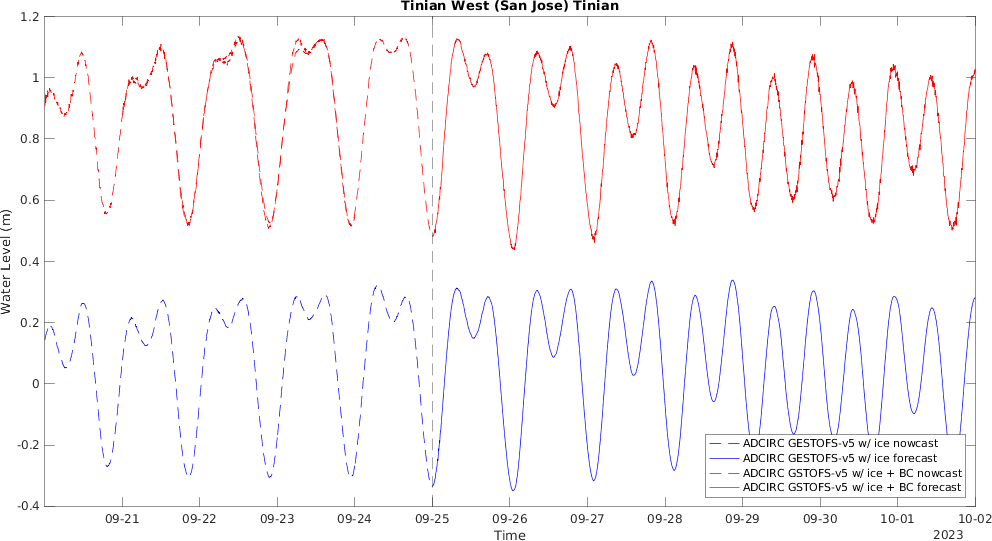 Tinian West (San Jose) Tinian
Water Level (m)
1.2
1
0.8
0.6
0.4
0.2
0
-0.2
-0.4
ADCIRC GESTOFS-v5 w/ ice nowcast
ADCIRC GESTOFS-v5 w/ ice forecast
ADCIRC GSTOFS-v5 w/ ice + BC nowcast
ADCIRC GSTOFS-v5 w/ ice + BC forecast
09-21 09-22 09-23 09-24 09-25 09-26 09-27 09-28 09-29 09-30 10-01 10-02
Time
2023